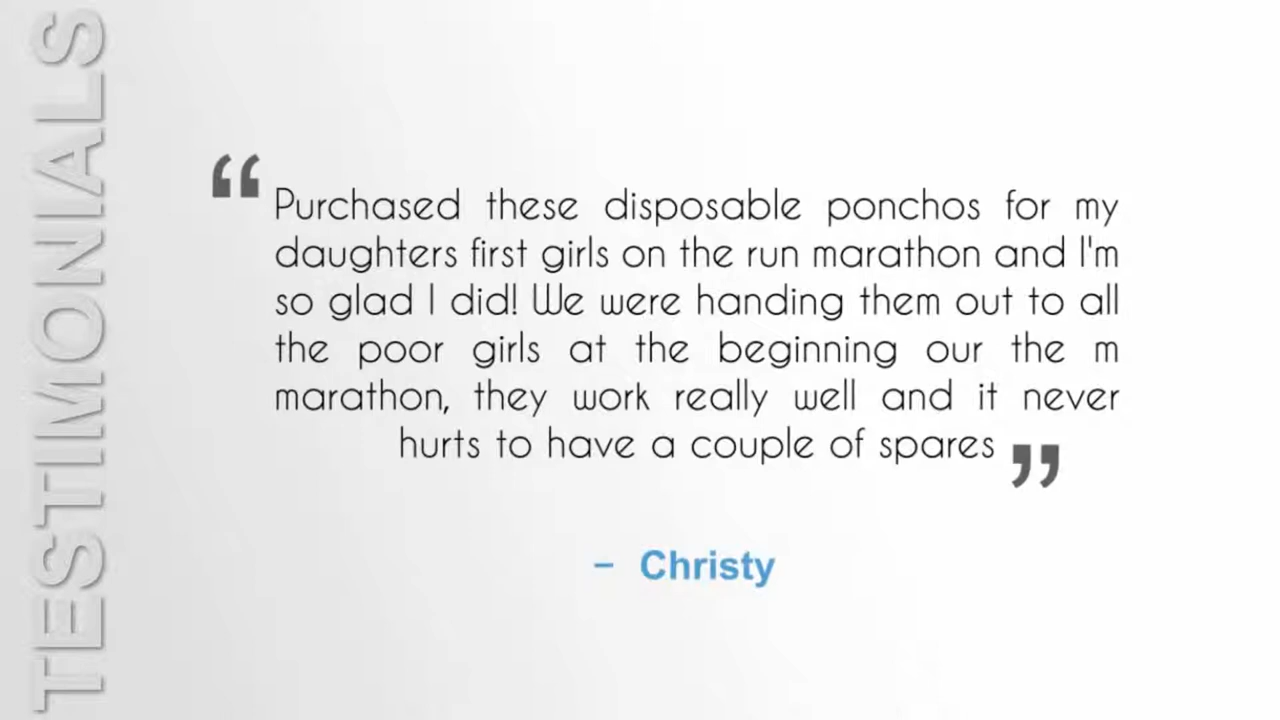 TESTIMONIALS
“Purchased these disposable ponchos for my
daughters first girls on the run marathon and I'm
so glad I did! We were handing them out to all
the poor girls at the beginning our the m
marathon, they work really well and it never
hurts to have a couple of spares”
– Christy